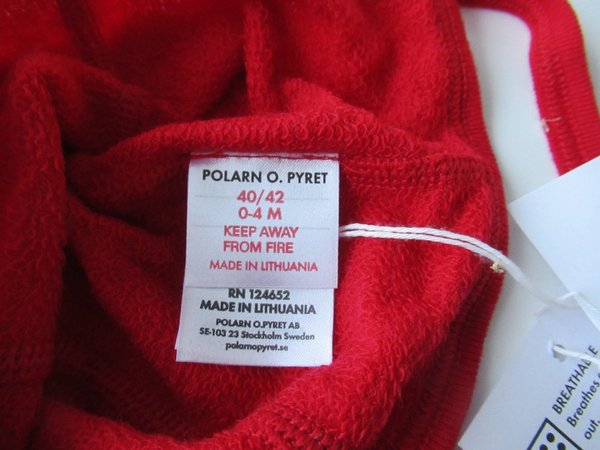 POLARN O. PYRET
40/42
0-4 M
KEEP AWAY
FROM FIRE
MADE IN LITHUANIA
RN 124652
MADE IN LITHUANIA
POLARN O.PYRET AB
SE-103 23 Stockholm Sweden
polarnopyret.se
BREATHABLE
Breathes
out.